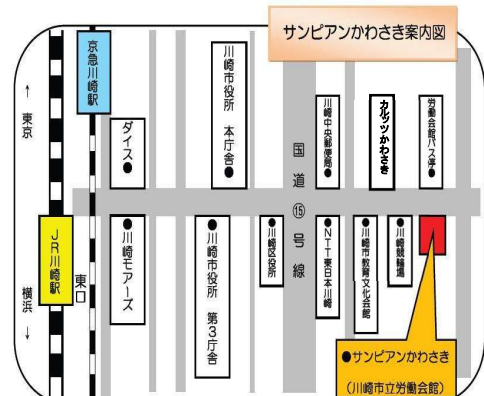 サンピアンかわさき案内図
京急川崎駅
← 東京
ダイス●
川崎市役所 本庁舎●
国道⑮号線
川崎中央郵便局●
カルッツかわさき
労働会館バス停●
JR川崎駅
東口
横浜 →
●川崎モアーズ
●川崎市役所 第3庁舎
●川崎区役所
●NTT東日本川崎
●川崎市教育文化会館
●川崎競輪場
●サンピアンかわさき
(川崎市立労働会館)